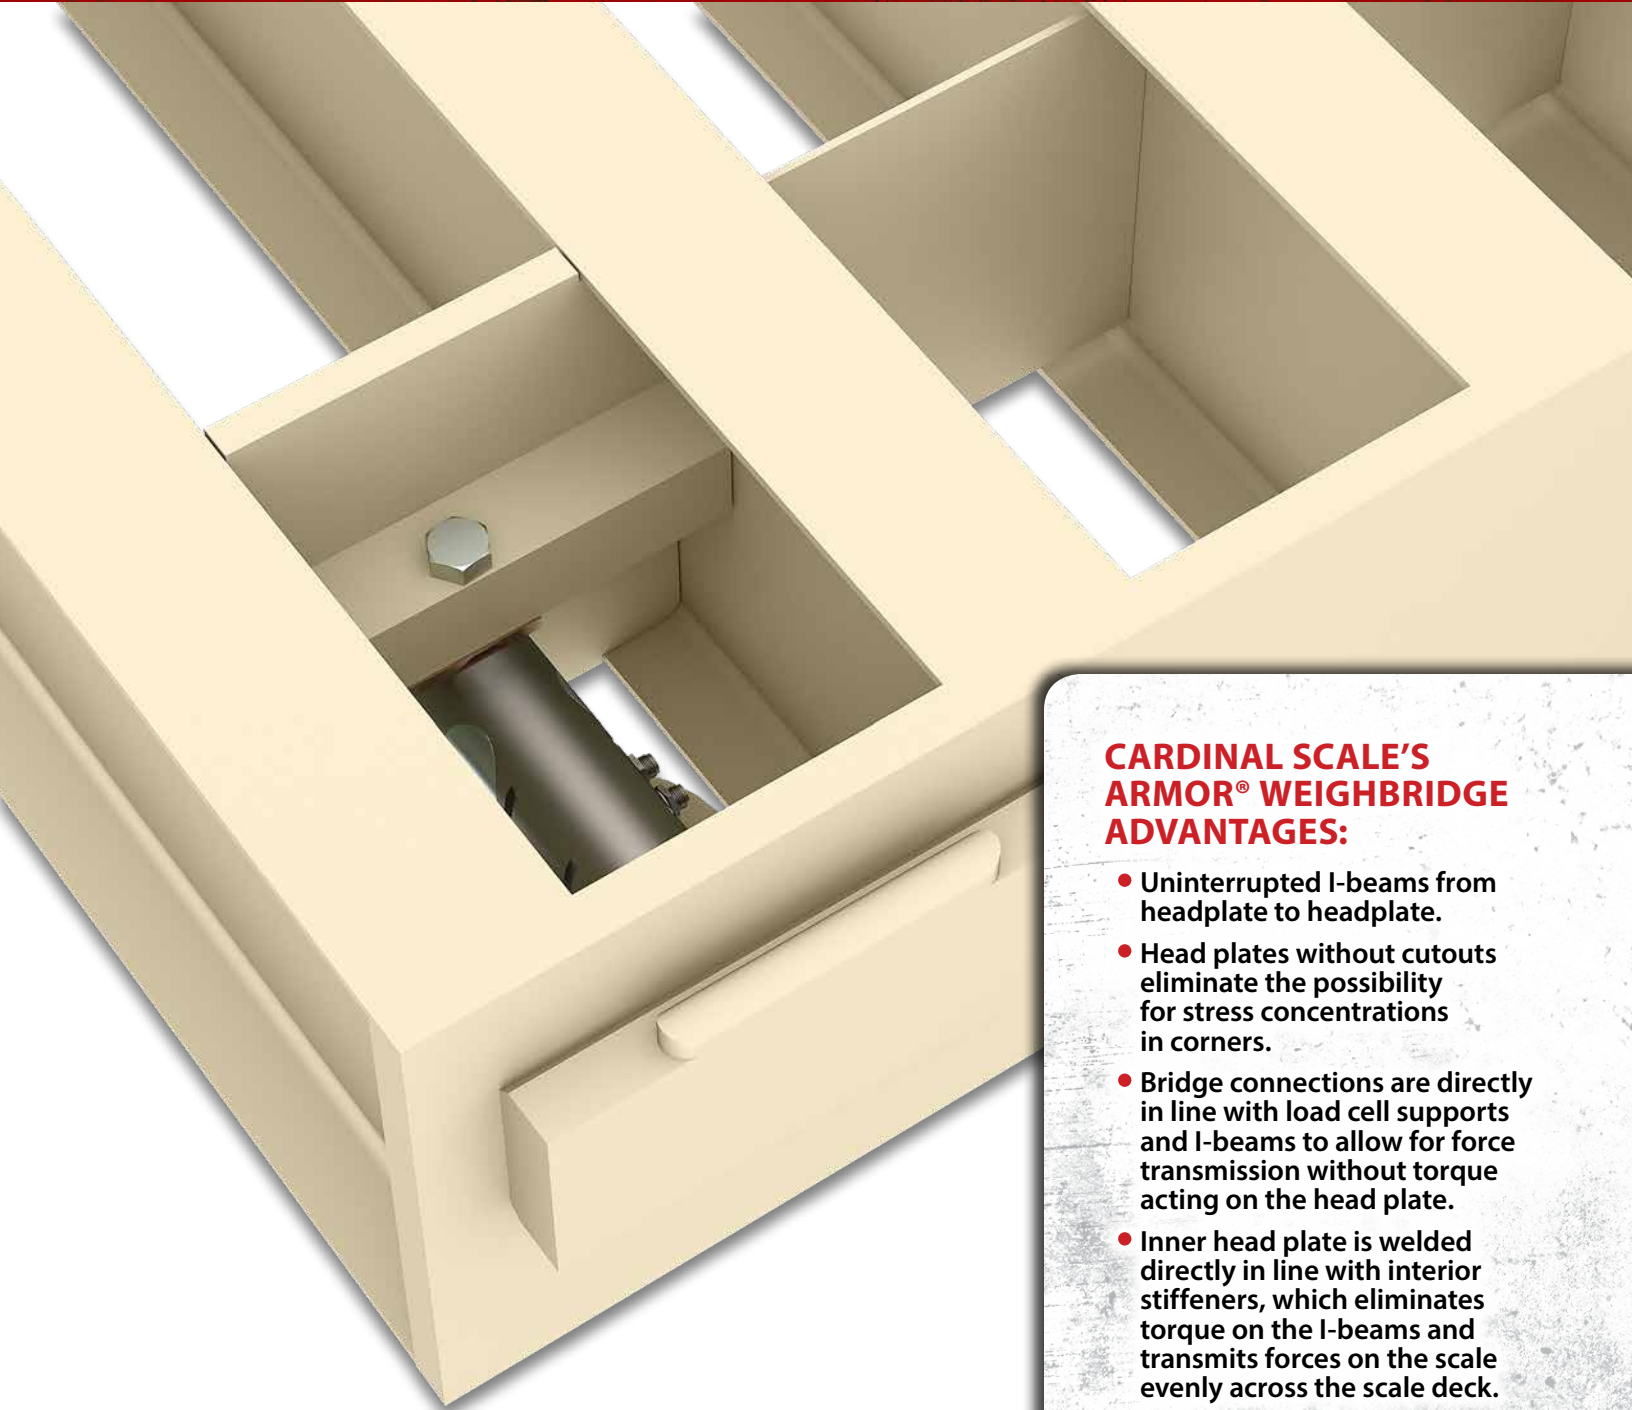 CARDINAL SCALE’S
ARMOR® WEIGHBRIDGE
ADVANTAGES:
• Uninterrupted I-beams from
headplate to headplate.
• Head plates without cutouts
eliminate the possibility
for stress concentrations
in corners.
• Bridge connections are directly
in line with load cell supports
and I-beams to allow for force
transmission without torque
acting on the head plate.
• Inner head plate is welded
directly in line with interior
stiffeners, which eliminates
torque on the I-beams and
transmits forces on the scale
evenly across the scale deck.